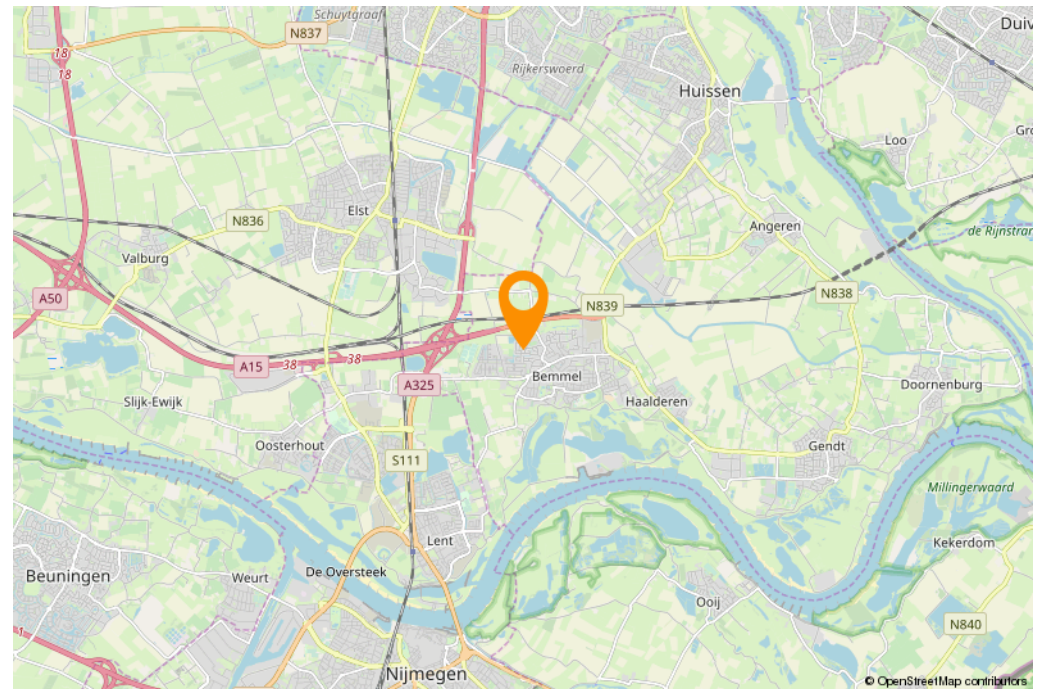 Schuytgraaf
N837
Duiv
18
18
Rijkerswoerd
Huissen
Loo
Gro
Elst
N836
Angeren
de Rijnstran
Valburg
A50
N839
N838
A15
38
38
A325
Bemmel
Doornenburg
Slijk-Ewijk
Haalderen
Oosterhout
Gendt
S111
Millingerwaard
Lent
Kekerdom
Beuningen
Weurt
De Oversteek
Ooij
N840
1
Nijmegen
© OpenStreetMap contributors